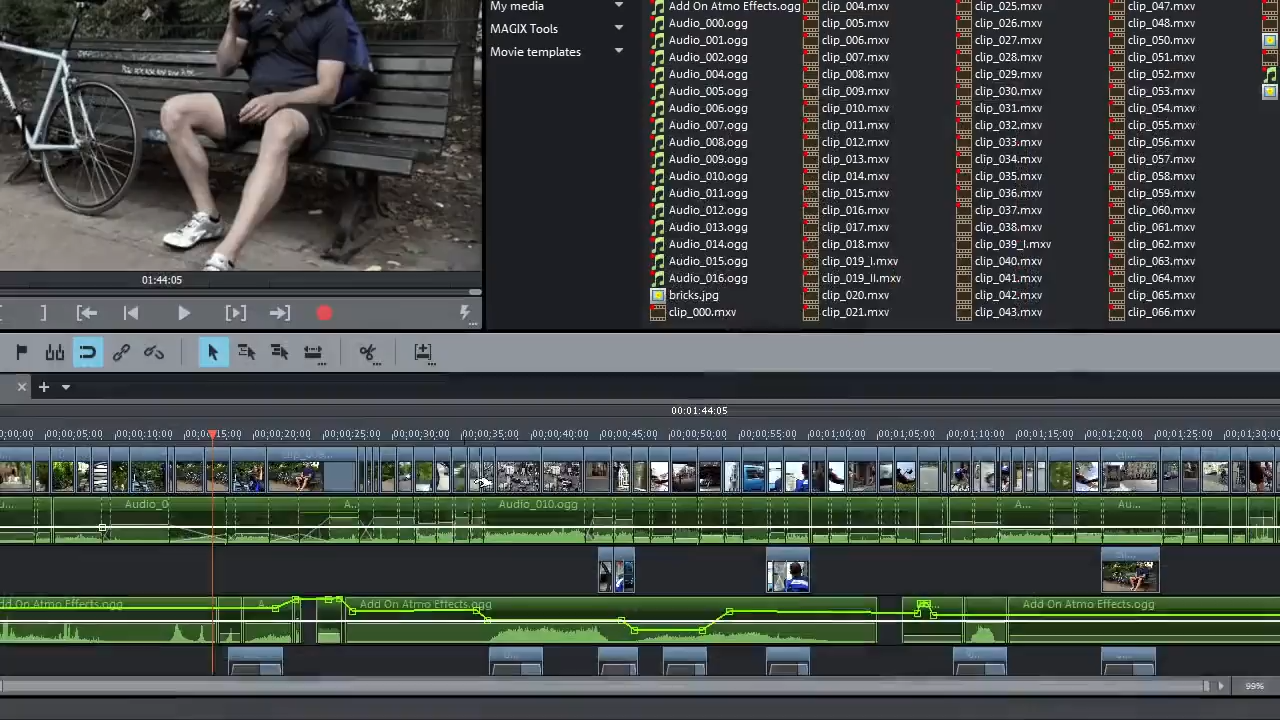 My media
MAGIX Tools
Movie templates
Add On Atmo Effects.ogg
Audio_000.ogg
Audio_001.ogg
Audio_002.ogg
Audio_004.ogg
Audio_005.ogg
Audio_006.ogg
Audio_007.ogg
Audio_008.ogg
Audio_009.ogg
Audio_010.ogg
Audio_011.ogg
Audio_012.ogg
Audio_013.ogg
Audio_014.ogg
Audio_015.ogg
Audio_016.ogg
bricks.jpg
clip_000.mxv
clip_004.mxv
clip_005.mxv
clip_006.mxv
clip_007.mxv
clip_008.mxv
clip_009.mxv
clip_010.mxv
clip_011.mxv
clip_012.mxv
clip_013.mxv
clip_014.mxv
clip_015.mxv
clip_016.mxv
clip_017.mxv
clip_018.mxv
clip_019_I.mxv
clip_019_II.mxv
clip_020.mxv
clip_021.mxv
clip_025.mxv
clip_026.mxv
clip_027.mxv
clip_028.mxv
clip_029.mxv
clip_030.mxv
clip_031.mxv
clip_032.mxv
clip_033.mxv
clip_034.mxv
clip_035.mxv
clip_036.mxv
clip_037.mxv
clip_038.mxv
clip_039_I.mxv
clip_040.mxv
clip_041.mxv
clip_042.mxv
clip_043.mxv
clip_047.mxv
clip_048.mxv
clip_050.mxv
clip_051.mxv
clip_052.mxv
clip_053.mxv
clip_054.mxv
clip_055.mxv
clip_056.mxv
clip_057.mxv
clip_058.mxv
clip_059.mxv
clip_060.mxv
clip_061.mxv
clip_062.mxv
clip_063.mxv
clip_064.mxv
clip_065.mxv
clip_066.mxv
01:44:05
00:01:44:05
00:00:00 00:00:05:00 00:00:10:00 00:00:15:00 00:00:20:00 00:00:25:00 00:00:30:00 00:00:35:00 00:00:40:00 00:00:45:00 00:00:50:00 00:00:55:00 00:01:00:00 00:01:05:00 00:01:10:00 00:01:15:00 00:01:20:00 00:01:25:00 00:01:30:00
Audio_0 A.. Audio_010.ogg A... Au...
dd On Atmo Effects.ogg A... Add On Atmo Effects.ogg Add On Atmo Effects.ogg
99%